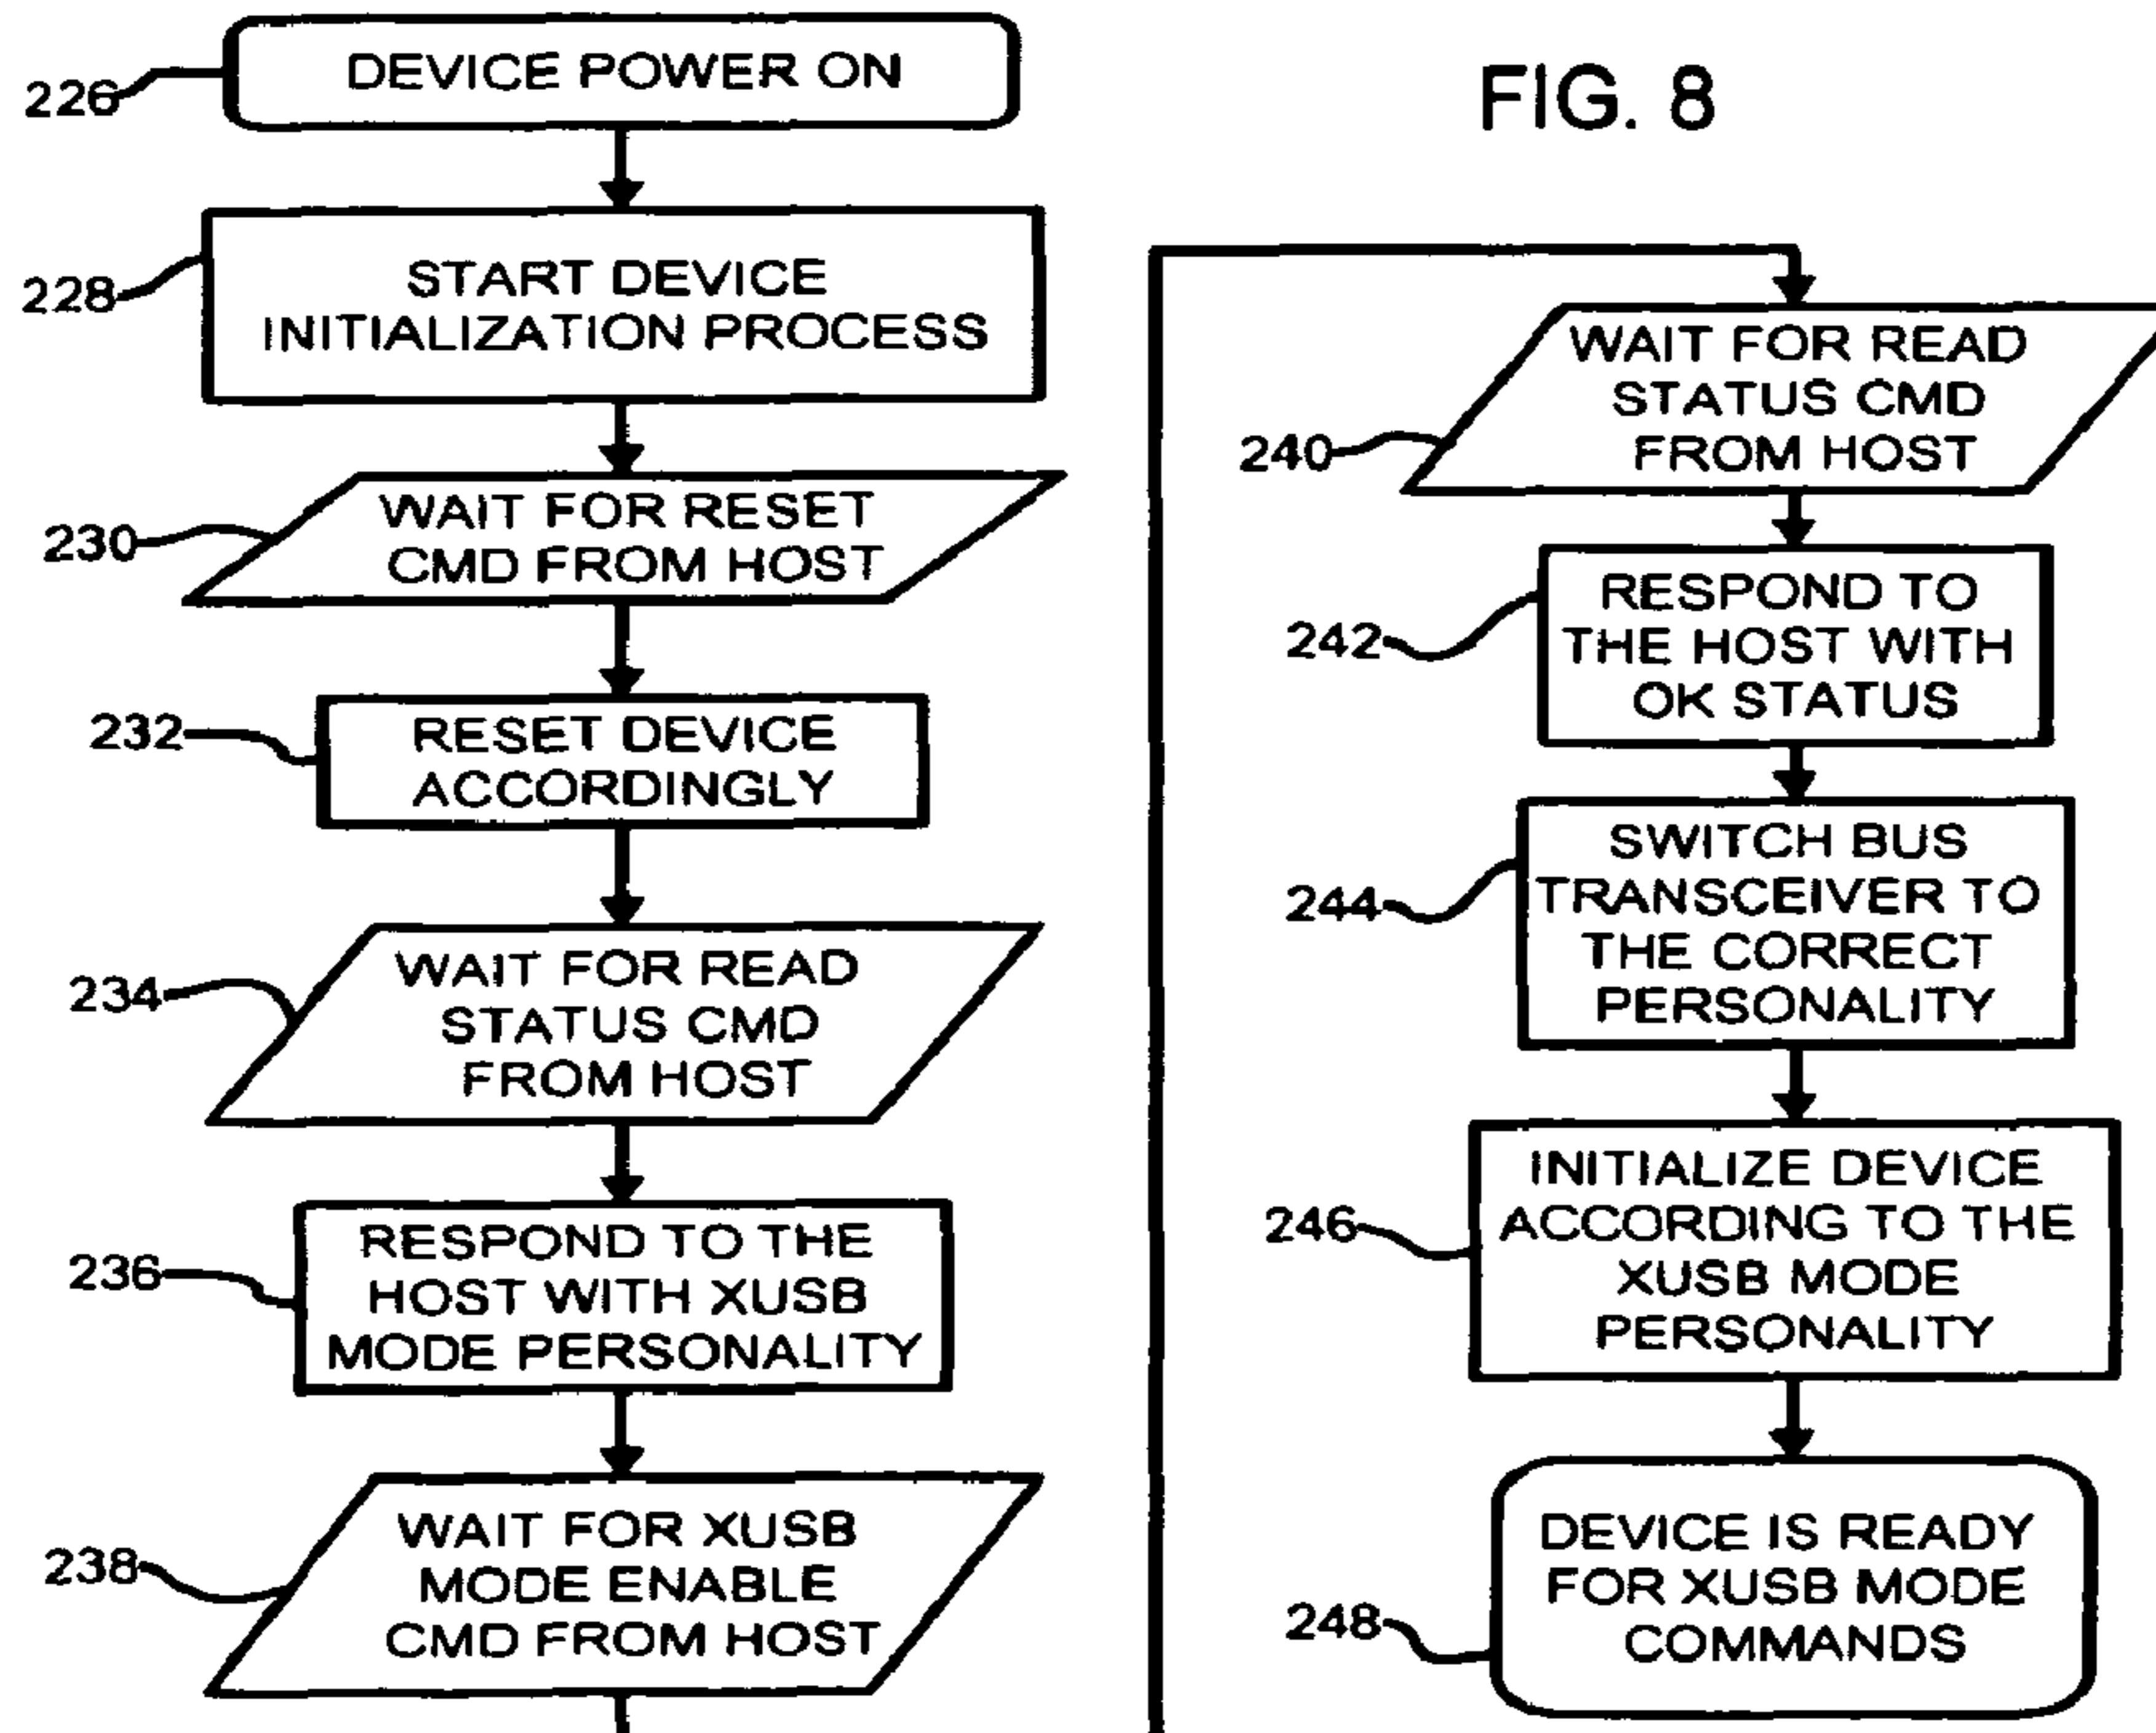 FIG. 8
226
DEVICE POWER ON
228
START DEVICE
INITIALIZATION PROCESS
230
WAIT FOR RESET
CMD FROM HOST
232
RESET DEVICE
ACCORDINGLY
234
WAIT FOR READ
STATUS CMD
FROM HOST
236
RESPOND TO THE
HOST WITH XUSB
MODE PERSONALITY
238
WAIT FOR XUSB
MODE ENABLE
CMD FROM HOST
240
WAIT FOR READ
STATUS CMD
FROM HOST
242
RESPOND TO
THE HOST WITH
OK STATUS
244
SWITCH BUS
TRANSCEIVER TO
THE CORRECT
PERSONALITY
246
INITIALIZE DEVICE
ACCORDING TO THE
XUSB MODE
PERSONALITY
248
DEVICE IS READY
FOR XUSB MODE
COMMANDS